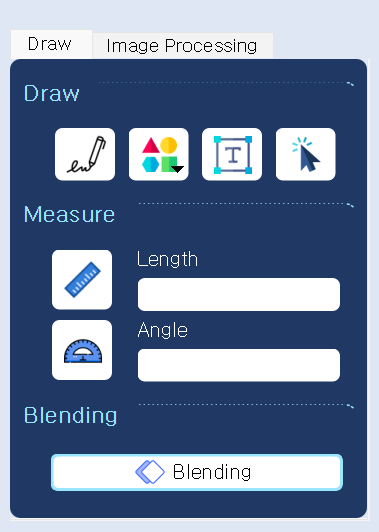 Draw
Image Processing
Draw
T
Measure
Length
Angle
Blending
Blending